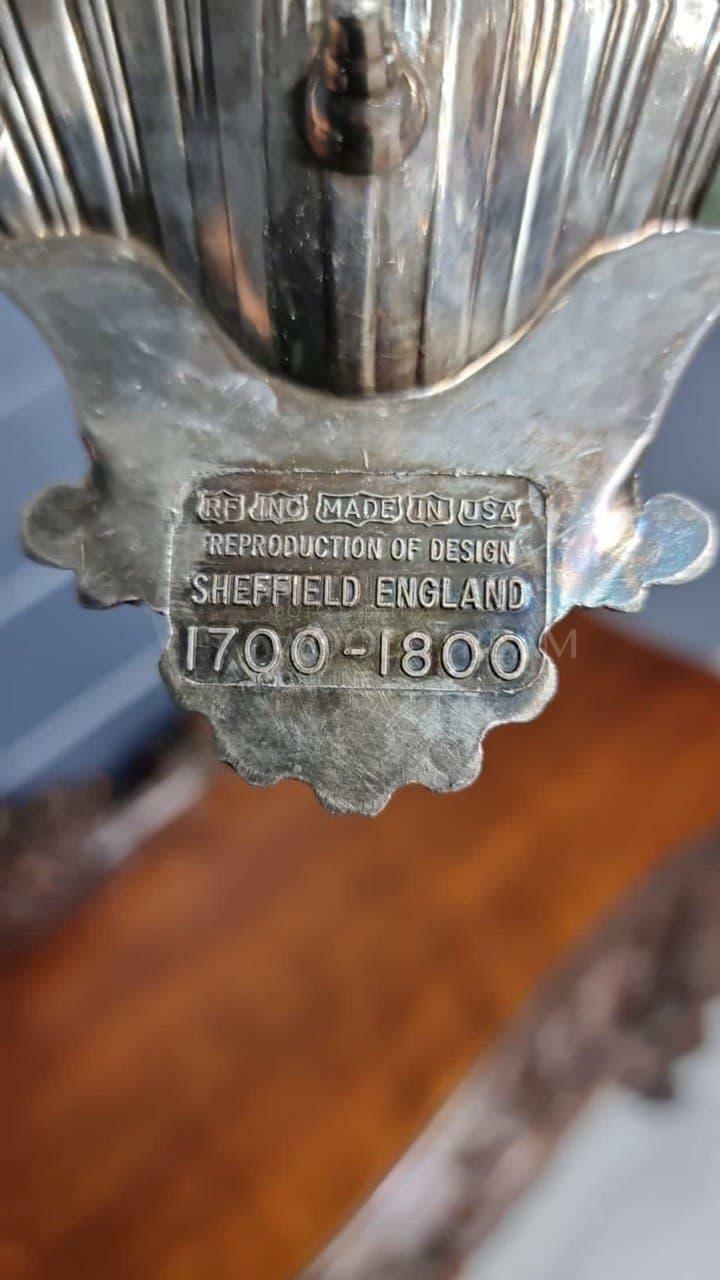 RF INC MADE IN USA
REPRODUCTION OF DESIGN
SHEFFIELD ENGLAND
1700-1800